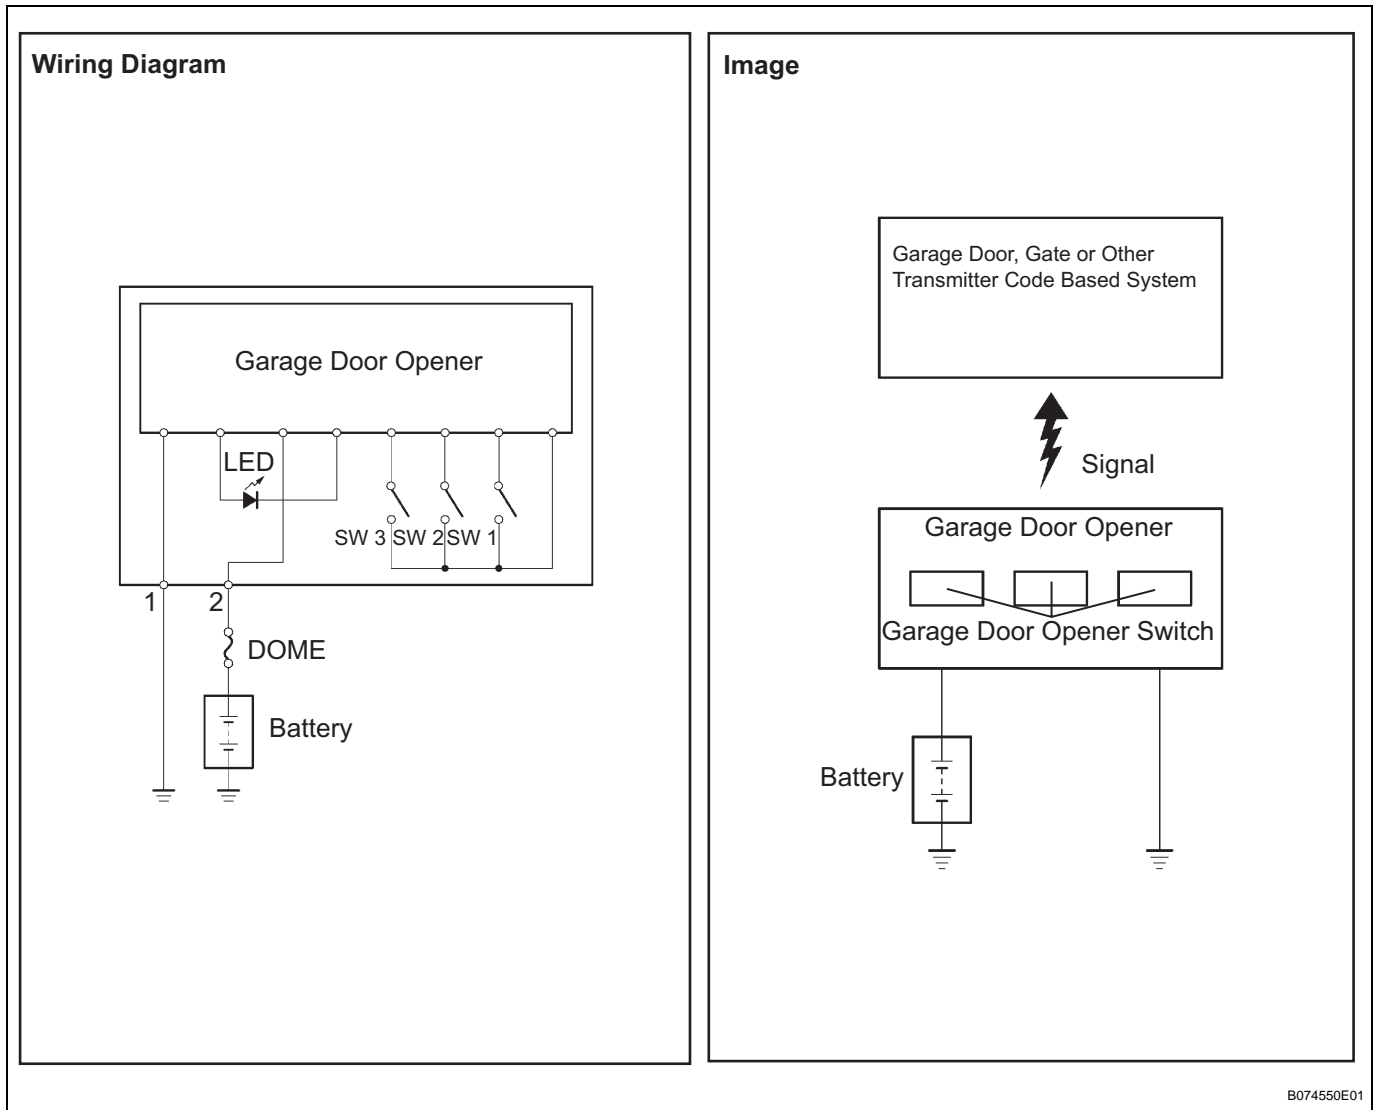 Wiring Diagram
Garage Door Opener
LED
SW 3 SW 2 SW 1
1 2
DOME
Battery
Image
Garage Door, Gate or Other
Transmitter Code Based System
Signal
Garage Door Opener
Garage Door Opener Switch
Battery
B074550E01